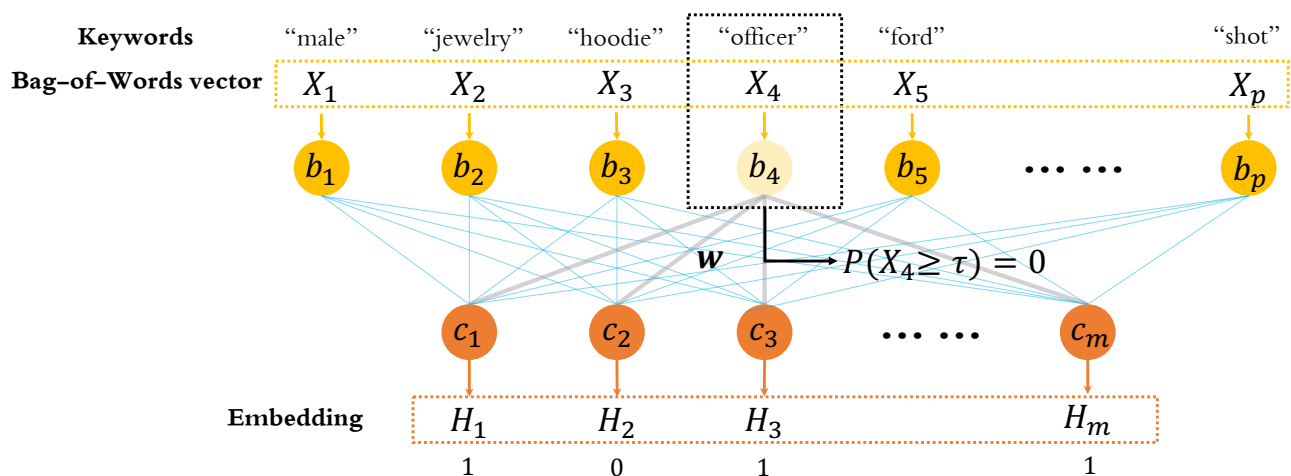 Keywords “male” “jewelry” “hoodie” “officer” “ford” “shot”
Bag-of-Words vector X₁ X₂ X₃ X₄ X₅ Xₚ
b₁ b₂ b₃ b₄ b₅ … … bₚ
w P(X₄≥ τ) = 0
c₁ c₂ c₃ … … cₘ
Embedding H₁ H₂ H₃ Hₘ
1 0 1 1